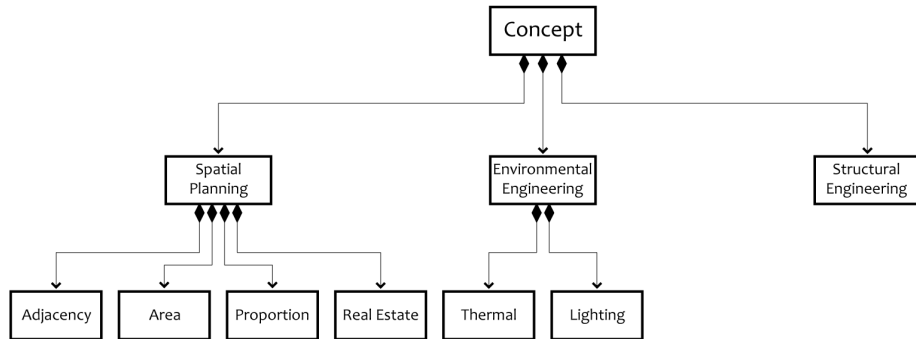 Concept
Spatial
Planning
Environmental
Engineering
Structural
Engineering
Adjacency
Area
Proportion
Real Estate
Thermal
Lighting